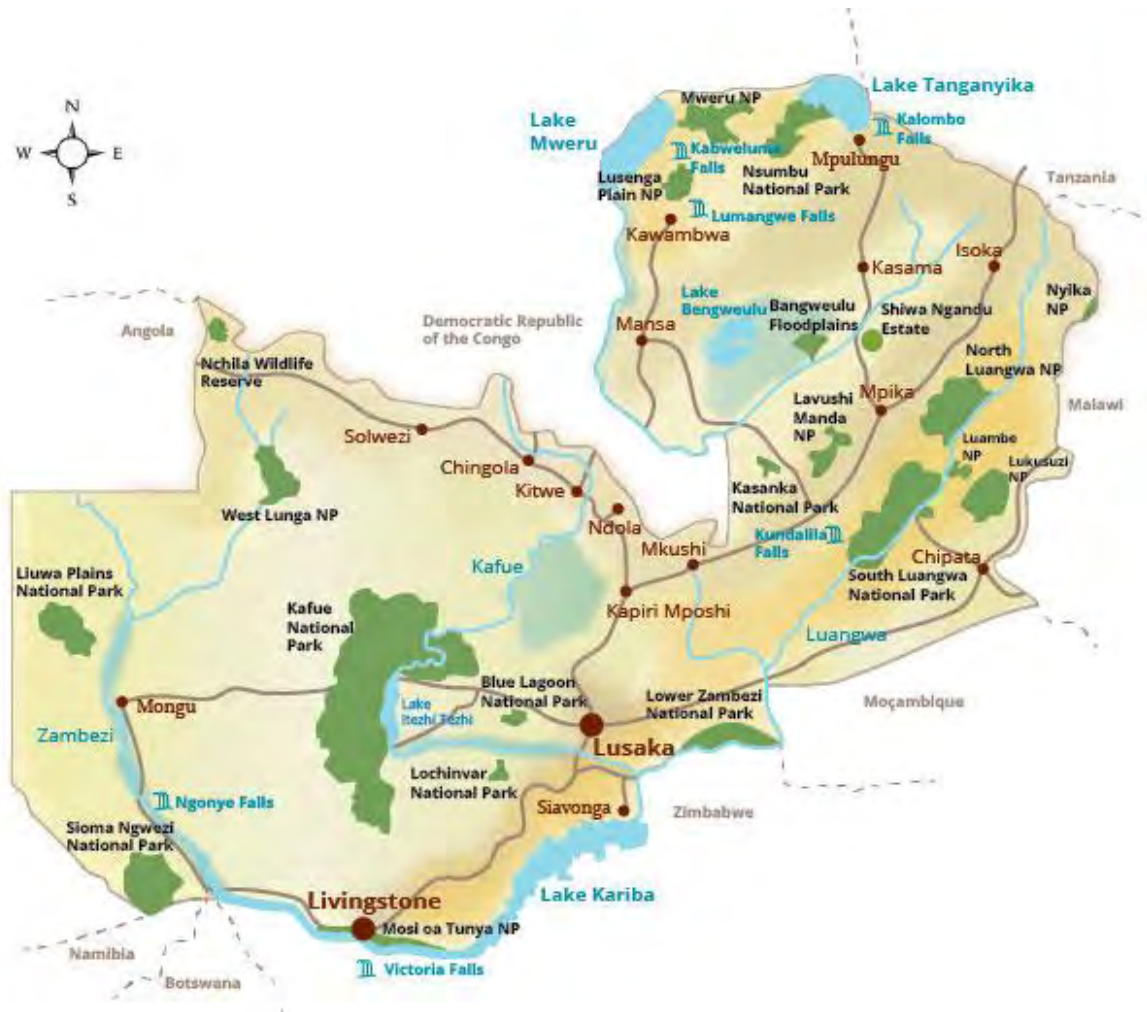 N
W
E
S
Lake Tanganyika
Mweru NP
Lake
Mweru
Kalombo
Falls
Kabweluma
Falls
Mpulungu
Nsumbu
National Park
Lusenga
Plain NP
Tanzania
Lumangwe Falls
Kawambwa
Kasama
Isoka
Lake
Bengweulu
Bangweulu
Floodplains
Shiwa Ngandu
Estate
Nyika
NP
Angola
Democratic Republic
of the Congo
Mansa
Nchila Wildlife
Reserve
North
Luangwa NP
Mpika
Malawi
Lavushi
Manda
NP
Solwezi
Luambe
NP
Lukusuzi
NP
Chingola
Kitwe
Kasanka
National Park
West Lunga NP
Ndola
Kundalila
Falls
Mkushi
Chipata
Kafue
Liuwa Plains
National Park
South Luangwa
National Park
Kafue
National
Park
Kapiri Mposhi
Luangwa
Blue Lagoon
National Park
Lower Zambezi
National Park
Moçambique
Mongu
Lake
Itezhi Tezhi
Zambezi
Lusaka
Lochinvar
National Park
Ngonye Falls
Siavonga
Zimbabwe
Sioma Ngwezi
National Park
Lake Kariba
Livingstone
Mosi oa Tunya NP
Namibia
Victoria Falls
Botswana